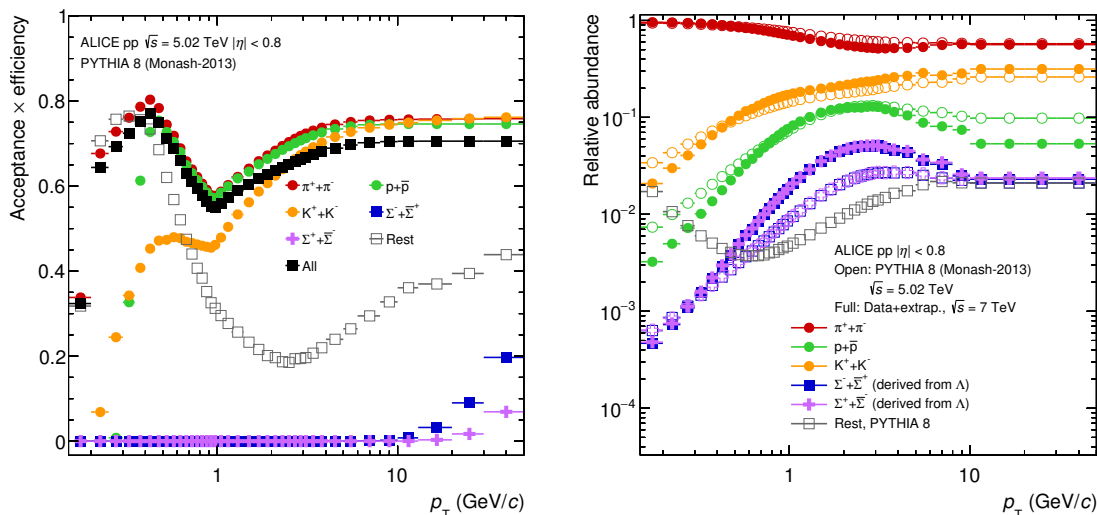 Acceptance × efficiency
1
0.8
0.6
0.4
0.2
0
ALICE pp √s = 5.02 TeV |η| < 0.8
PYTHIA 8 (Monash-2013)
π⁺+π⁻
p+p̅
K⁺+K⁻
Σ⁻+Σ̅⁺
Σ⁺+Σ̅⁻
Rest
All
1
10
p_T (GeV/c)
Relative abundance
1
10⁻¹
10⁻²
10⁻³
10⁻⁴
ALICE pp |η| < 0.8
Open: PYTHIA 8 (Monash-2013)
√s = 5.02 TeV
Full: Data+extrap., √s = 7 TeV
π⁺+π⁻
p+p̅
K⁺+K⁻
Σ⁻+Σ̅⁺ (derived from Λ)
Σ⁺+Σ̅⁻ (derived from Λ)
Rest, PYTHIA 8
1
10
p_T (GeV/c)